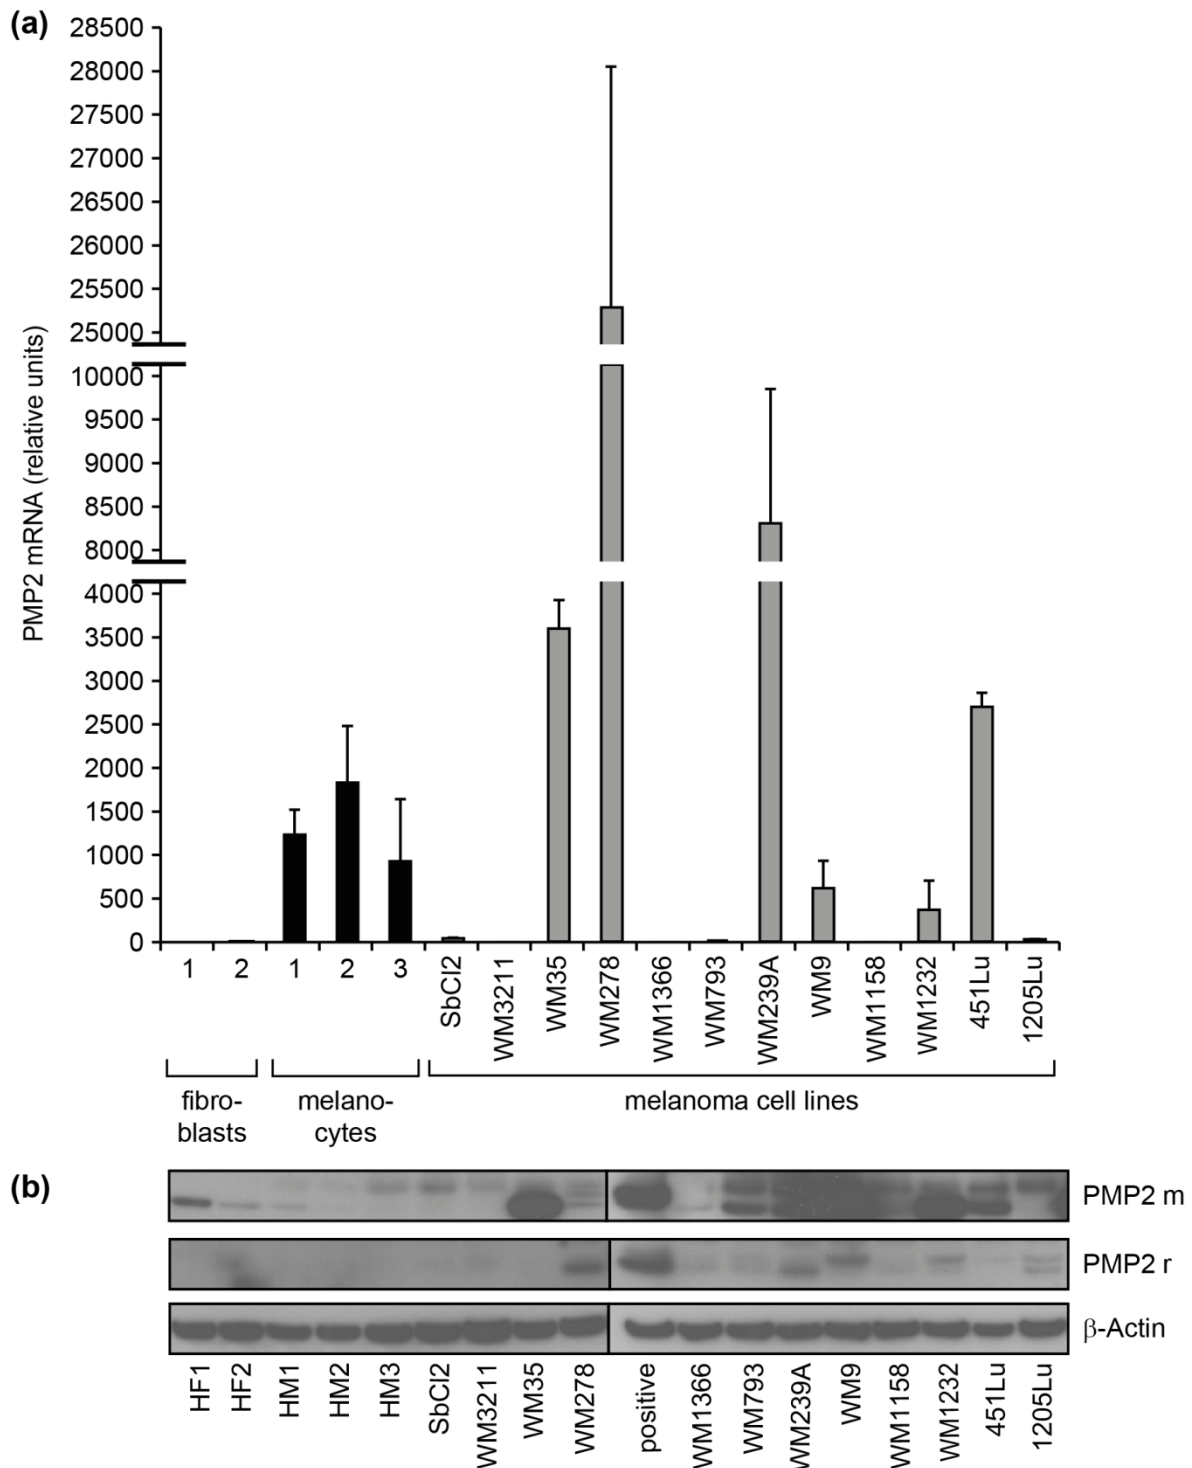 (a)
PMP2 mRNA (relative units)
28500
28000
27500
27000
26500
26000
25500
25000
10000
9500
9000
8500
8000
4000
3500
3000
2500
2000
1500
1000
500
0
1 2 1 2 3 SbCl2 WM3211 WM35 WM278 WM1366 WM793 WM239A WM9 WM1158 WM1232 451Lu 1205Lu
fibro-
blasts
melano-
cytes
melanoma cell lines
(b)
PMP2 m
PMP2 r
β-Actin
HF1 HF2 HM1 HM2 HM3 SbCl2 WM3211 WM35 WM278 positive WM1366 WM793 WM239A WM9 WM1158 WM1232 451Lu 1205Lu